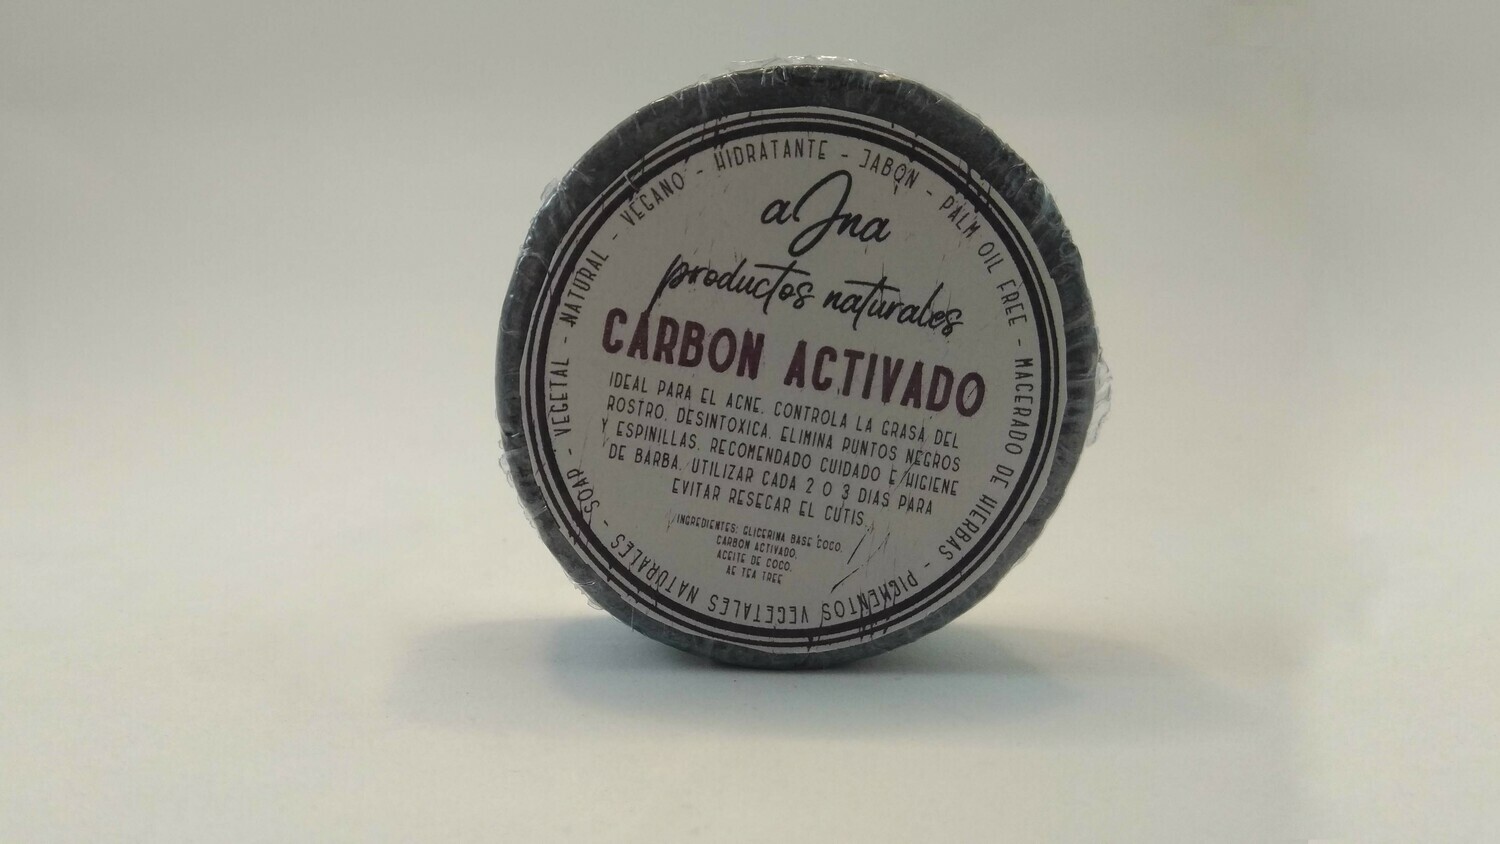 HIDRATANTE - JABON - PALM OIL FREE - MACERADO DE HIERBAS - PIGMENTOS VEGETALES NATURALES - SOAP - VEGETAL - NATURAL - VEGANO -
aJna
productos naturales
CARBON ACTIVADO
IDEAL PARA EL ACNE. CONTROLA LA GRASA DEL
ROSTRO. DESINTOXICA. ELIMINA PUNTOS NEGROS
Y ESPINILLAS. RECOMENDADO CUIDADO E HIGIENE
DE BARBA. UTILIZAR CADA 2 O 3 DIAS PARA
EVITAR RESECAR EL CUTIS.
INGREDIENTES: GLICERINA BASE COCO,
CARBON ACTIVADO,
ACEITE DE COCO,
AE TEA TREE